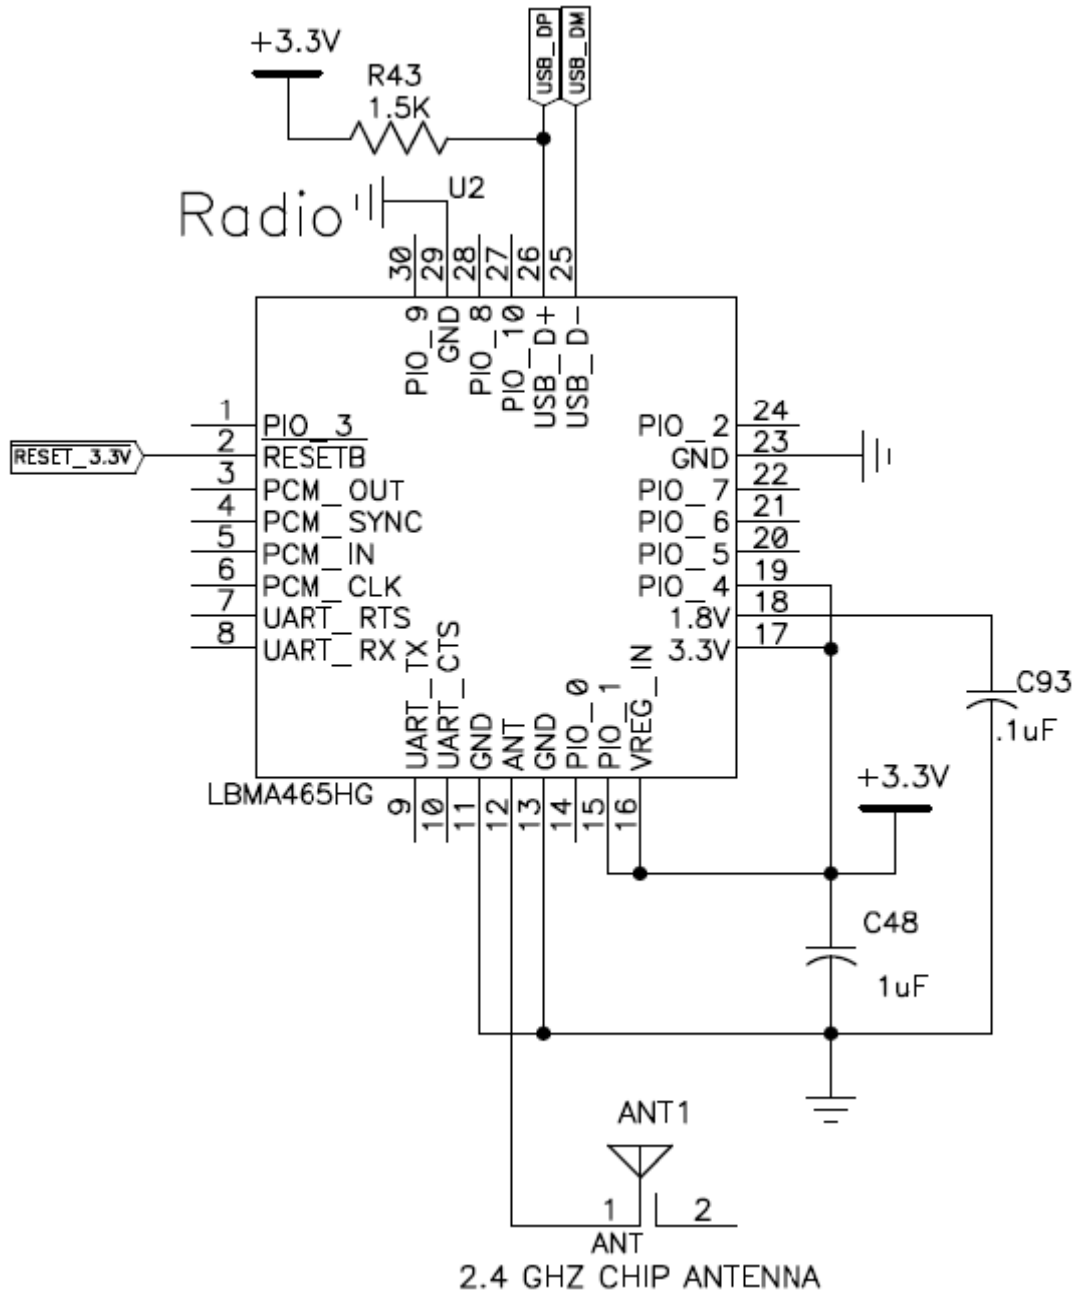 USB_DP
USB_DM
+3.3V
R43
1.5K
Radio
U2
30
29
28
27
26
25
PIO_9
GND
PIO_8
PIO_10
USB_D+
USB_D-
1
PIO_3
RESET_3.3V
2
RESETB
3
PCM_OUT
4
PCM_SYNC
5
PCM_IN
6
PCM_CLK
7
UART_RTS
8
UART_RX
PIO_2
24
GND
23
PIO_7
22
PIO_6
21
PIO_5
20
PIO_4
19
1.8V
18
3.3V
17
UART_TX
UART_CTS
GND
ANT
GND
PIO_0
PIO_1
VREG_IN
C93
.1uF
LBMA465HG
9
10
11
12
13
14
15
16
+3.3V
C48
1uF
ANT1
1
2
ANT
2.4 GHZ CHIP ANTENNA